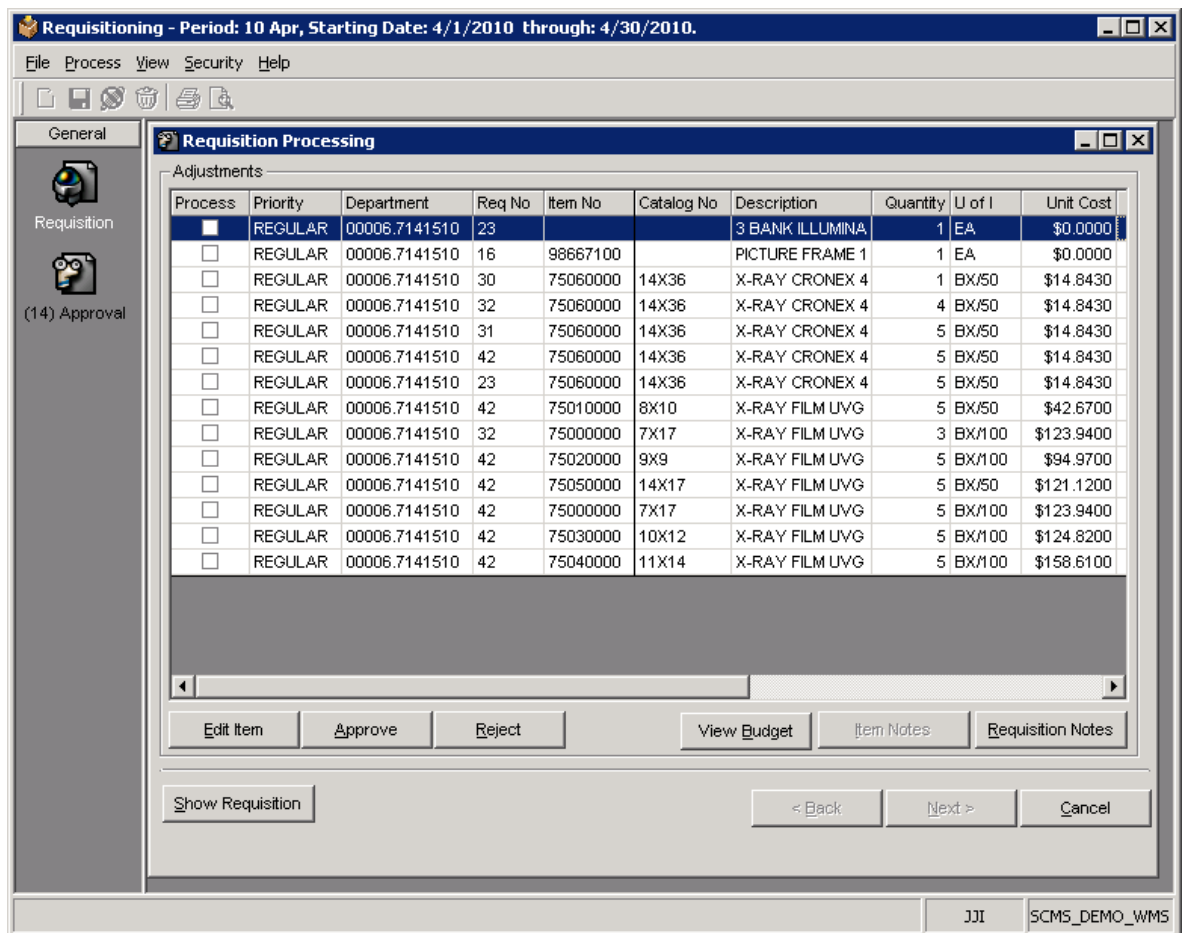 Requisitioning - Period: 10 Apr, Starting Date: 4/1/2010 through: 4/30/2010.
File Process View Security Help
General
Requisition
(14) Approval
Requisition Processing
Adjustments
Process Priority Department Req No Item No Catalog No Description Quantity U of I Unit Cost
REGULAR 00006.7141510 23 3 BANK ILLUMINA 1 EA $0.0000
REGULAR 00006.7141510 16 98667100 PICTURE FRAME 1 1 EA $0.0000
REGULAR 00006.7141510 30 75060000 14X36 X-RAY CRONEX 4 1 BX/50 $14.8430
REGULAR 00006.7141510 32 75060000 14X36 X-RAY CRONEX 4 4 BX/50 $14.8430
REGULAR 00006.7141510 31 75060000 14X36 X-RAY CRONEX 4 5 BX/50 $14.8430
REGULAR 00006.7141510 42 75060000 14X36 X-RAY CRONEX 4 5 BX/50 $14.8430
REGULAR 00006.7141510 23 75060000 14X36 X-RAY CRONEX 4 5 BX/50 $14.8430
REGULAR 00006.7141510 42 75010000 8X10 X-RAY FILM UVG 5 BX/50 $42.6700
REGULAR 00006.7141510 32 75000000 7X17 X-RAY FILM UVG 3 BX/100 $123.9400
REGULAR 00006.7141510 42 75020000 9X9 X-RAY FILM UVG 5 BX/100 $94.9700
REGULAR 00006.7141510 42 75050000 14X17 X-RAY FILM UVG 5 BX/50 $121.1200
REGULAR 00006.7141510 42 75000000 7X17 X-RAY FILM UVG 5 BX/100 $123.9400
REGULAR 00006.7141510 42 75030000 10X12 X-RAY FILM UVG 5 BX/100 $124.8200
REGULAR 00006.7141510 42 75040000 11X14 X-RAY FILM UVG 5 BX/100 $158.6100
Edit Item Approve Reject View Budget Item Notes Requisition Notes
Show Requisition < Back Next > Cancel
JJI SCMS_DEMO_WMS